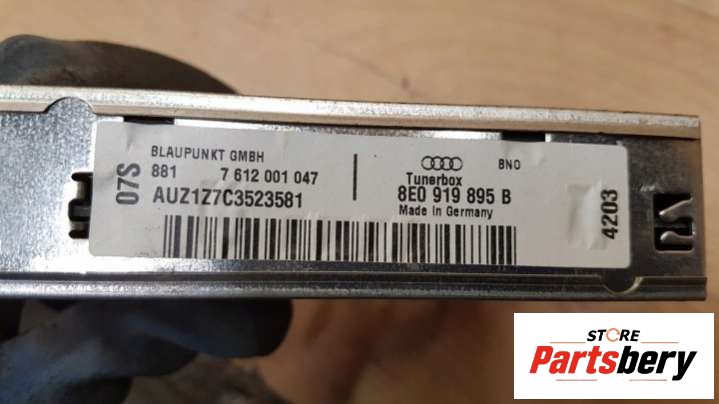 07S
BLAUPUNKT GMBH
881 7 612 001 047
AUZ1Z7C3523581
BNO
Tunerbox
8E0 919 895 B
Made in Germany
4203
STORE
Partsbery